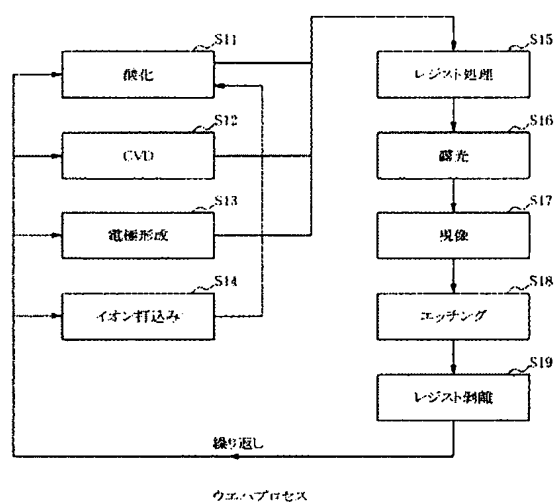 S11
酸化
S12
CVD
S13
電極形成
S14
イオン打込み
S15
レジスト処理
S16
露光
S17
現像
S18
エッチング
S19
レジスト剥離
繰り返し
ウエハプロセス